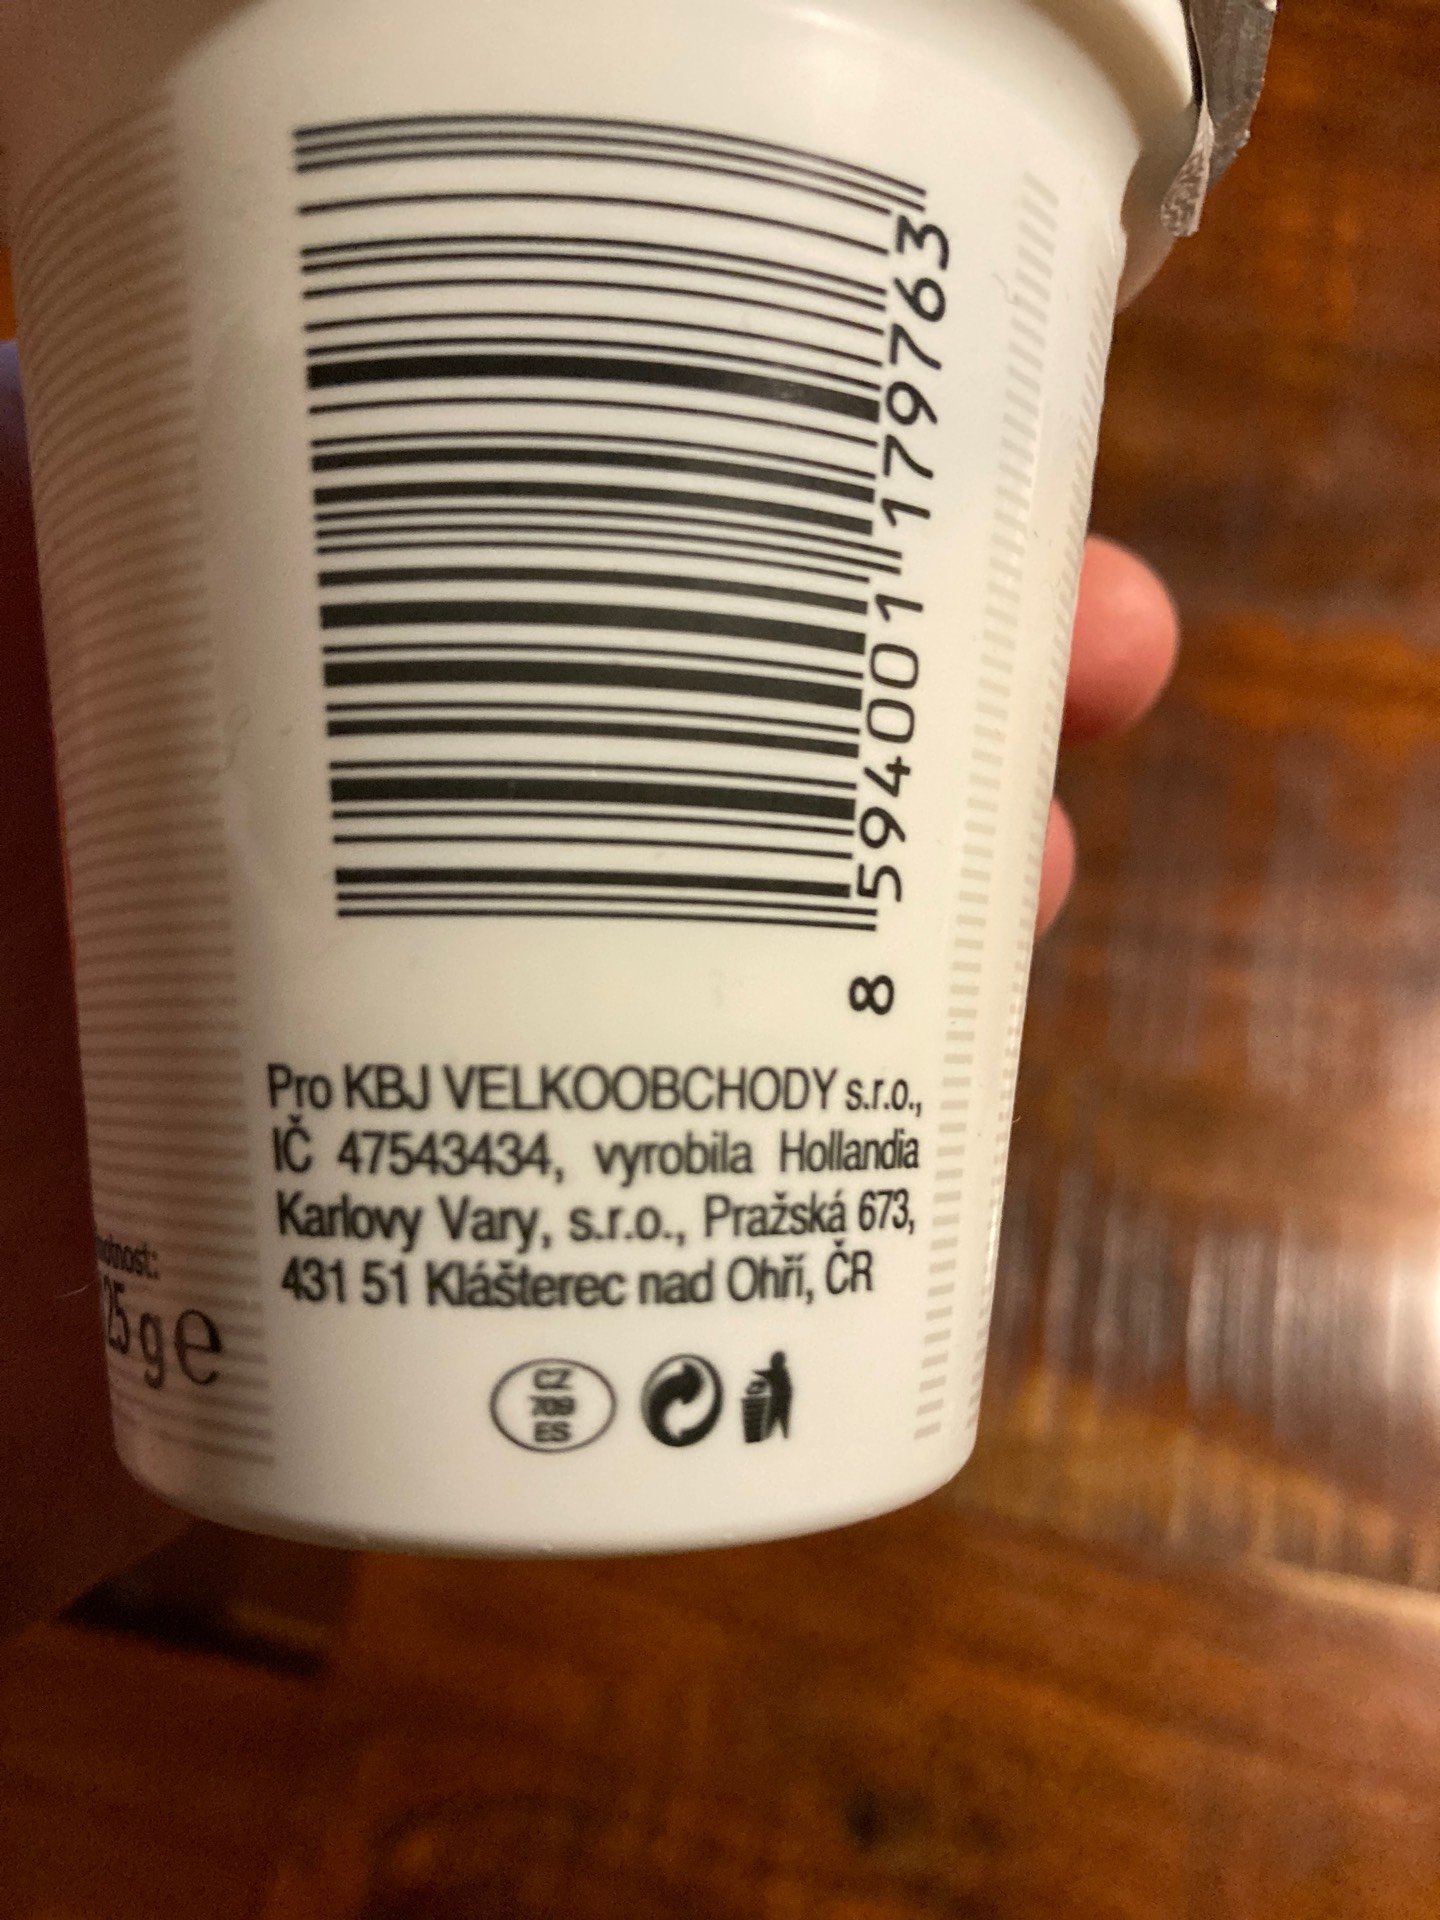 8 594001 179763
Pro KBJ VELKOOBCHODY s.r.o.,
IČ 47543434, vyrobila Hollandia
Karlovy Vary, s.r.o., Pražská 673,
431 51 Klášterec nad Ohří, ČR
25 g e
CZ
709
ES